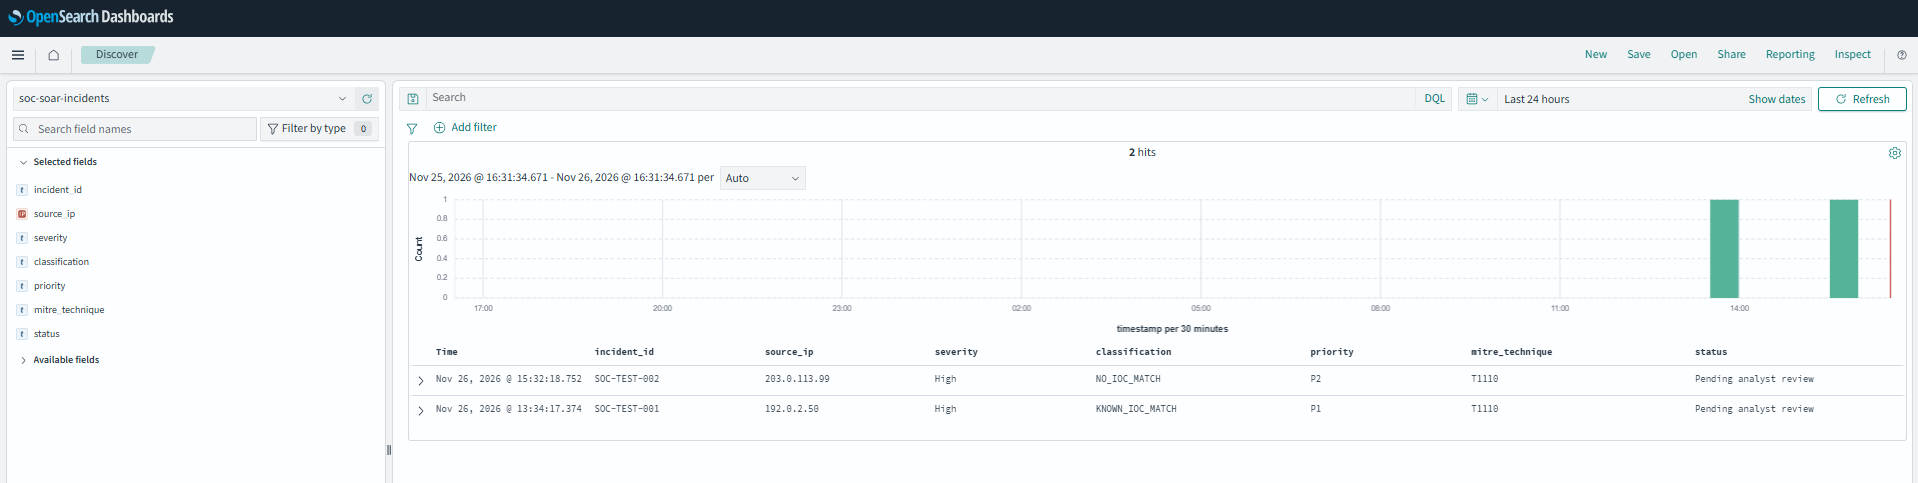 OpenSearch Dashboards
Discover
New Save Open Share Reporting Inspect
soc-soar-incidents
Search DQL Last 24 hours Show dates Refresh
Search field names Filter by type 0
Add filter
Selected fields
incident_id
source_ip
severity
classification
priority
mitre_technique
status
Available fields
2 hits
Nov 25, 2026 @ 16:31:34.671 - Nov 26, 2026 @ 16:31:34.671 per Auto
Count
1
0.8
0.6
0.4
0.2
0
17:00 20:00 23:00 02:00 05:00 08:00 11:00 14:00
timestamp per 30 minutes
Time incident_id source_ip severity classification priority mitre_technique status
Nov 26, 2026 @ 15:32:18.752 SOC-TEST-002 203.0.113.99 High NO_IOC_MATCH P2 T1110 Pending analyst review
Nov 26, 2026 @ 13:34:17.374 SOC-TEST-001 192.0.2.50 High KNOWN_IOC_MATCH P1 T1110 Pending analyst review